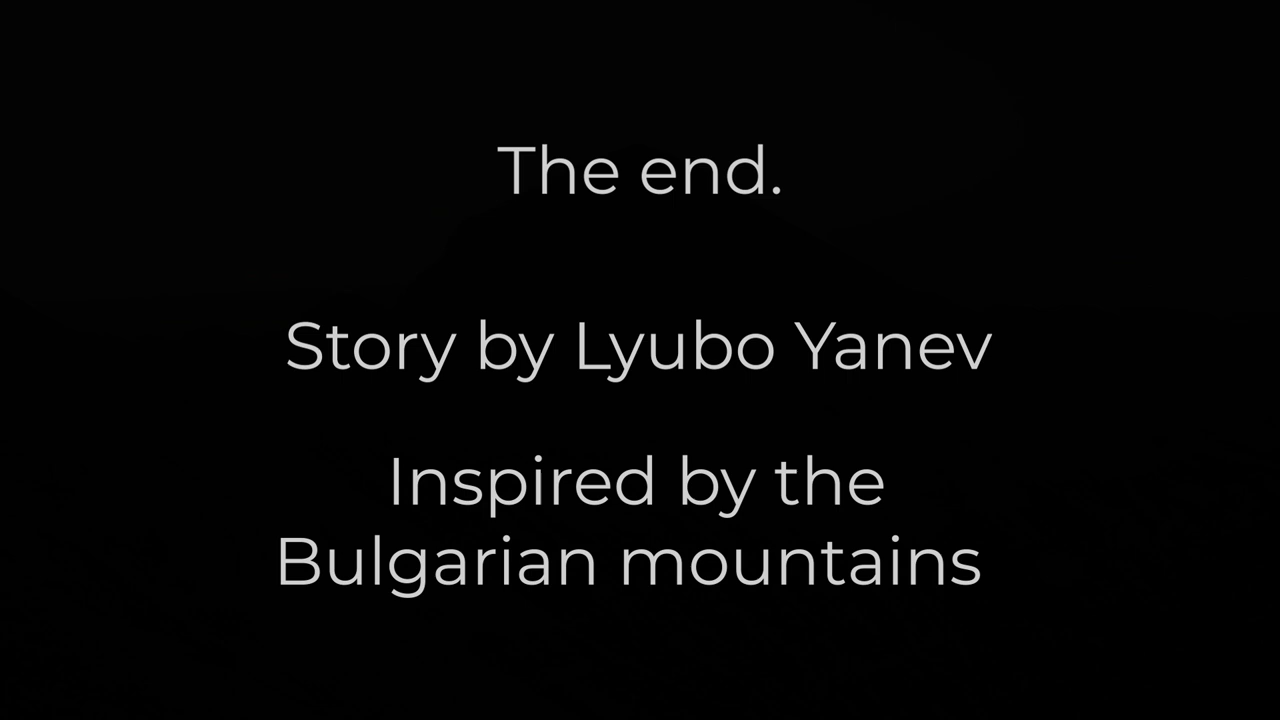 The end.
Story by Lyubo Yanev
Inspired by the
Bulgarian mountains